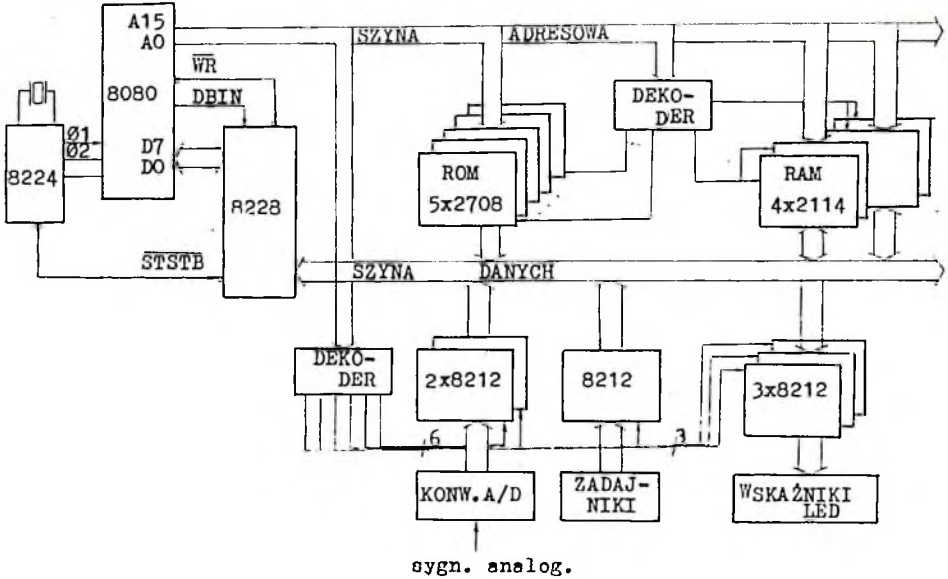 A15
A0
SZYNA ADRESOWA
WR
8080
DBIN
DEKO-
DER
Ø1
Ø2
D7
D0
8224
8228
ROM
5x2708
RAM
4x2114
STSTB
SZYNA DANYCH
DEKO-
DER
2x8212
8212
3x8212
6
3
KONW.A/D
ZADAJ-
NIKI
WSKAŹNIKI
LED
sygn. analog.